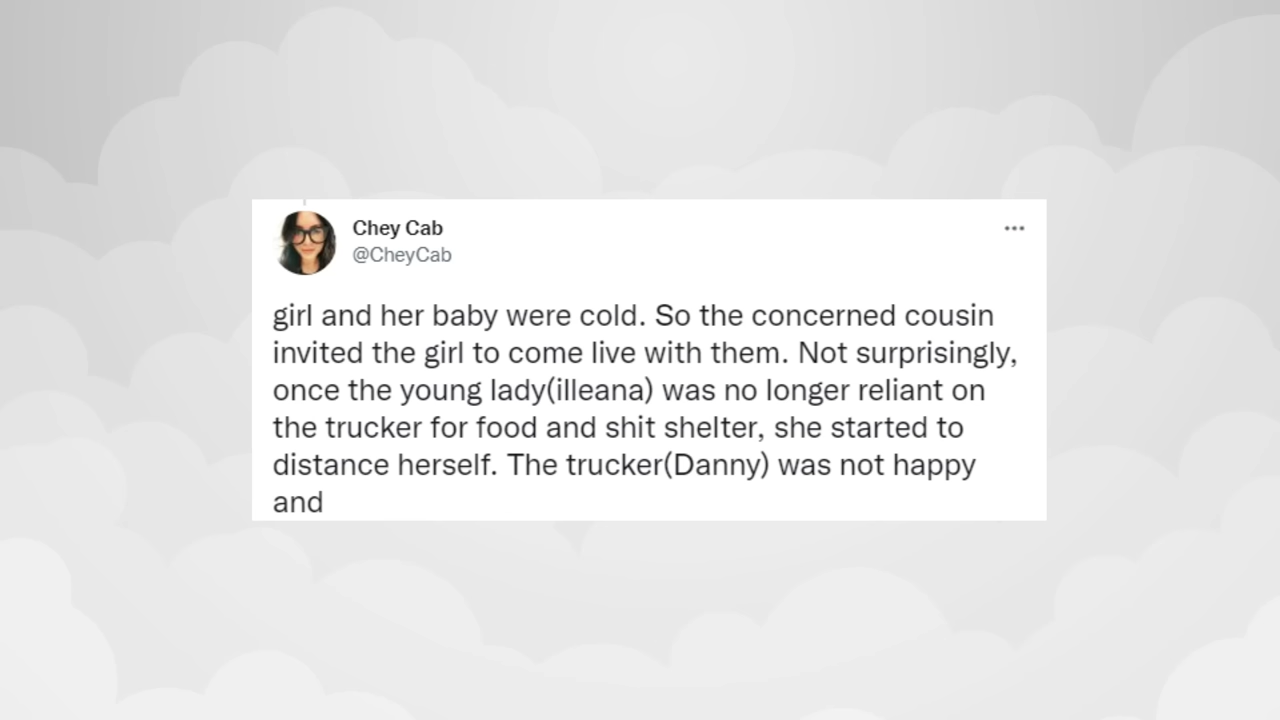 Chey Cab
@CheyCab
girl and her baby were cold. So the concerned cousin
invited the girl to come live with them. Not surprisingly,
once the young lady(illeana) was no longer reliant on
the trucker for food and shit shelter, she started to
distance herself. The trucker(Danny) was not happy
and